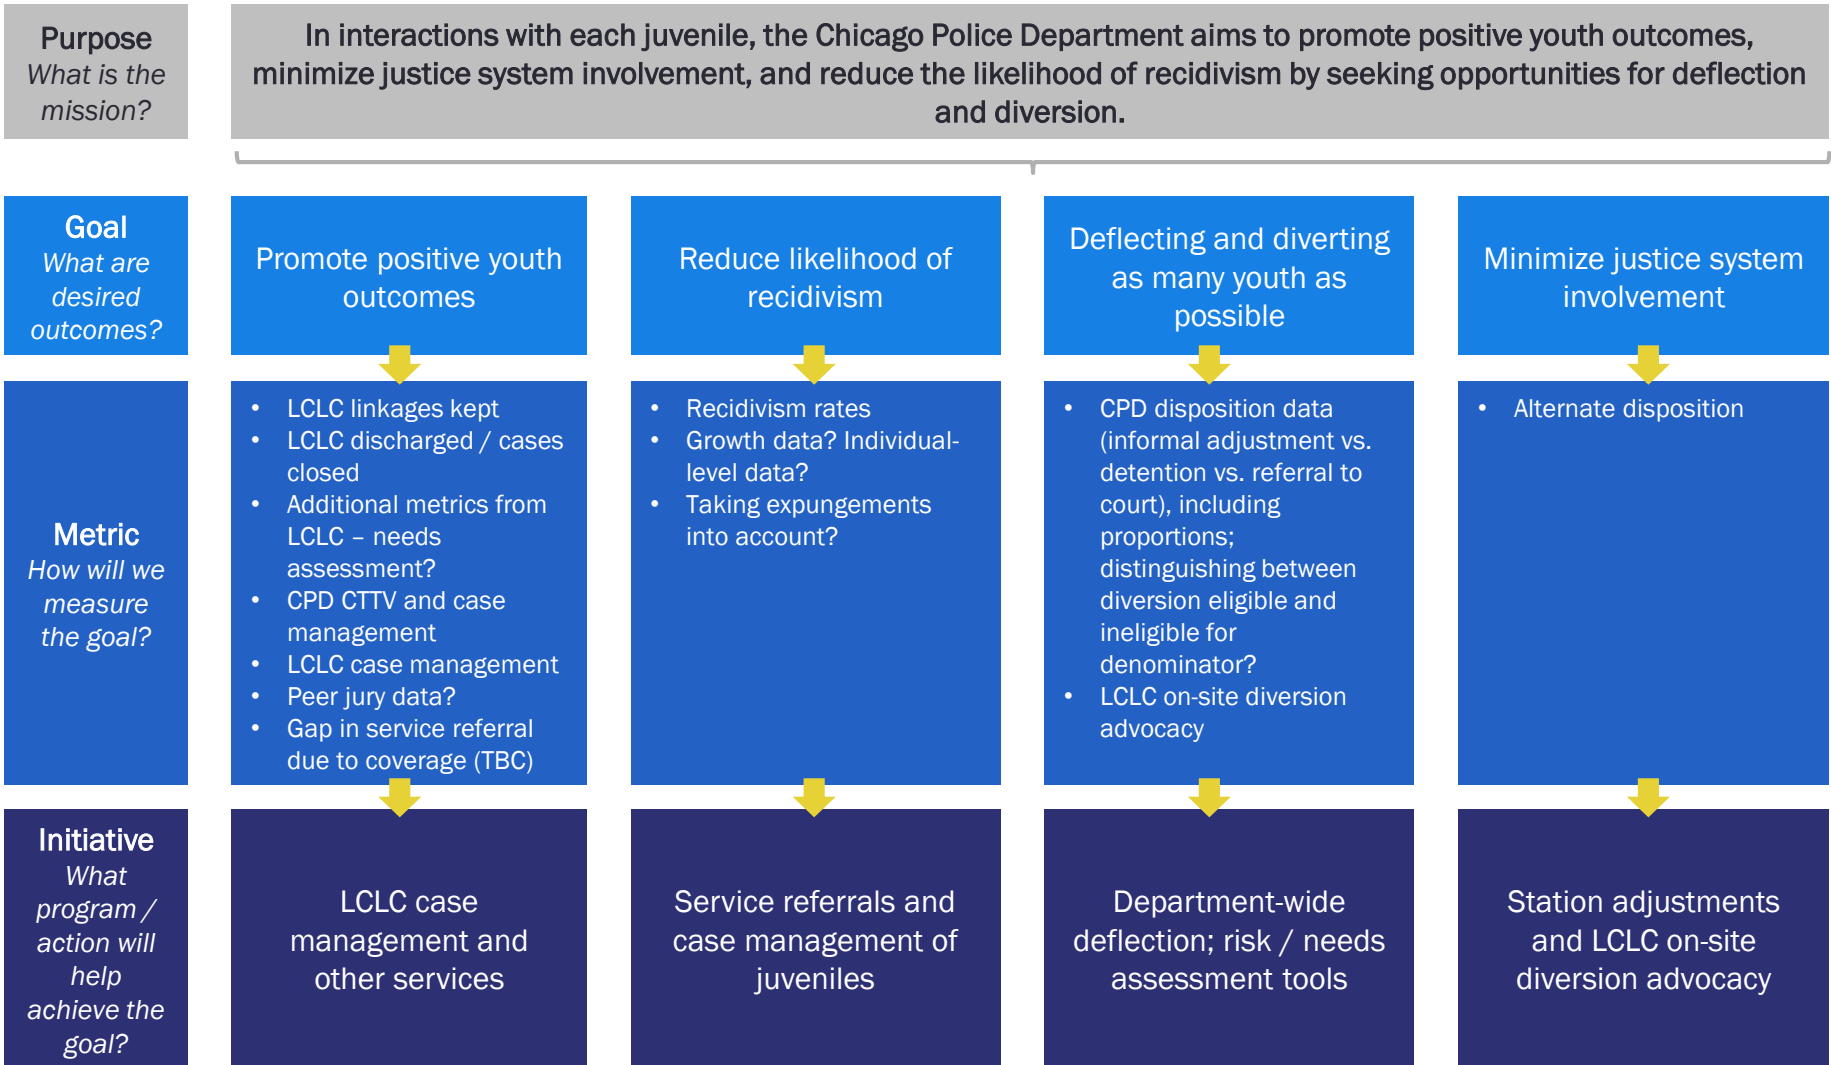 Purpose
What is the
mission?
In interactions with each juvenile, the Chicago Police Department aims to promote positive youth outcomes,
minimize justice system involvement, and reduce the likelihood of recidivism by seeking opportunities for deflection
and diversion.
Goal
What are
desired
outcomes?
Promote positive youth
outcomes
Reduce likelihood of
recidivism
Deflecting and diverting
as many youth as
possible
Minimize justice system
involvement
Metric
How will we
measure
the goal?
• LCLC linkages kept
• LCLC discharged / cases
closed
• Additional metrics from
LCLC – needs
assessment?
• CPD CTTV and case
management
• LCLC case management
• Peer jury data?
• Gap in service referral
due to coverage (TBC)
• Recidivism rates
• Growth data? Individual-
level data?
• Taking expungements
into account?
• CPD disposition data
(informal adjustment vs.
detention vs. referral to
court), including
proportions;
distinguishing between
diversion eligible and
ineligible for
denominator?
• LCLC on-site diversion
advocacy
• Alternate disposition
Initiative
What
program /
action will
help
achieve the
goal?
LCLC case
management and
other services
Service referrals and
case management of
juveniles
Department-wide
deflection; risk / needs
assessment tools
Station adjustments
and LCLC on-site
diversion advocacy